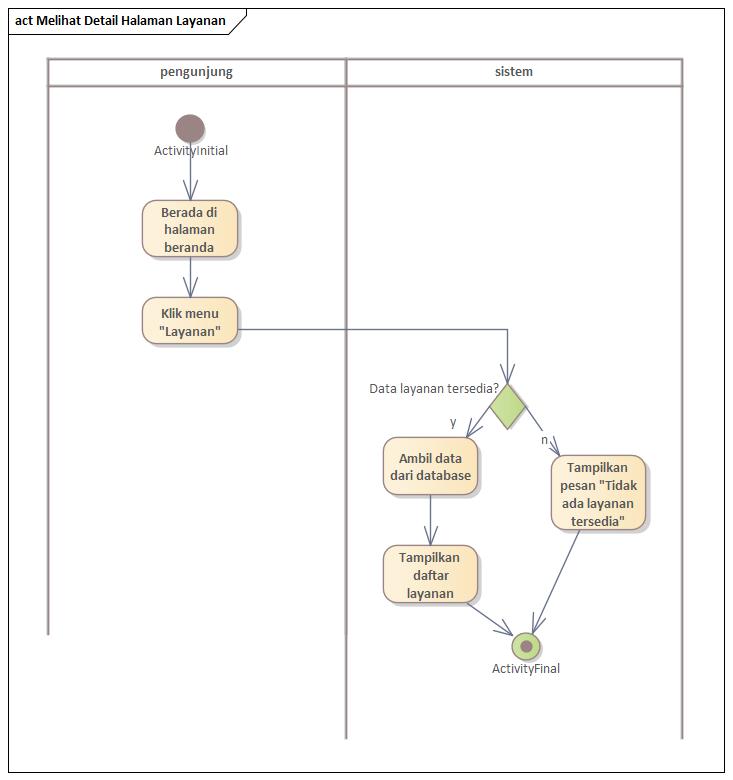 act Melihat Detail Halaman Layanan
pengunjung
sistem
ActivityInitial
Berada di
halaman
beranda
Klik menu
"Layanan"
Data layanan tersedia?
y
n
Ambil data
dari database
Tampilkan
pesan "Tidak
ada layanan
tersedia"
Tampilkan
daftar
layanan
ActivityFinal